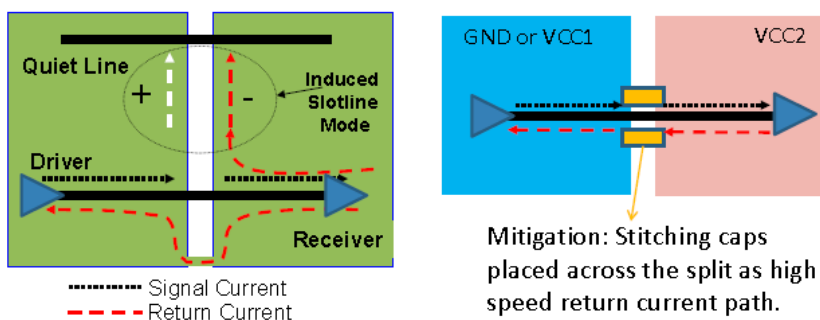 Quiet Line
+
-
Induced
Slotline
Mode
Driver
Receiver
Signal Current
Return Current
GND or VCC1
VCC2
Mitigation: Stitching caps
placed across the split as high
speed return current path.